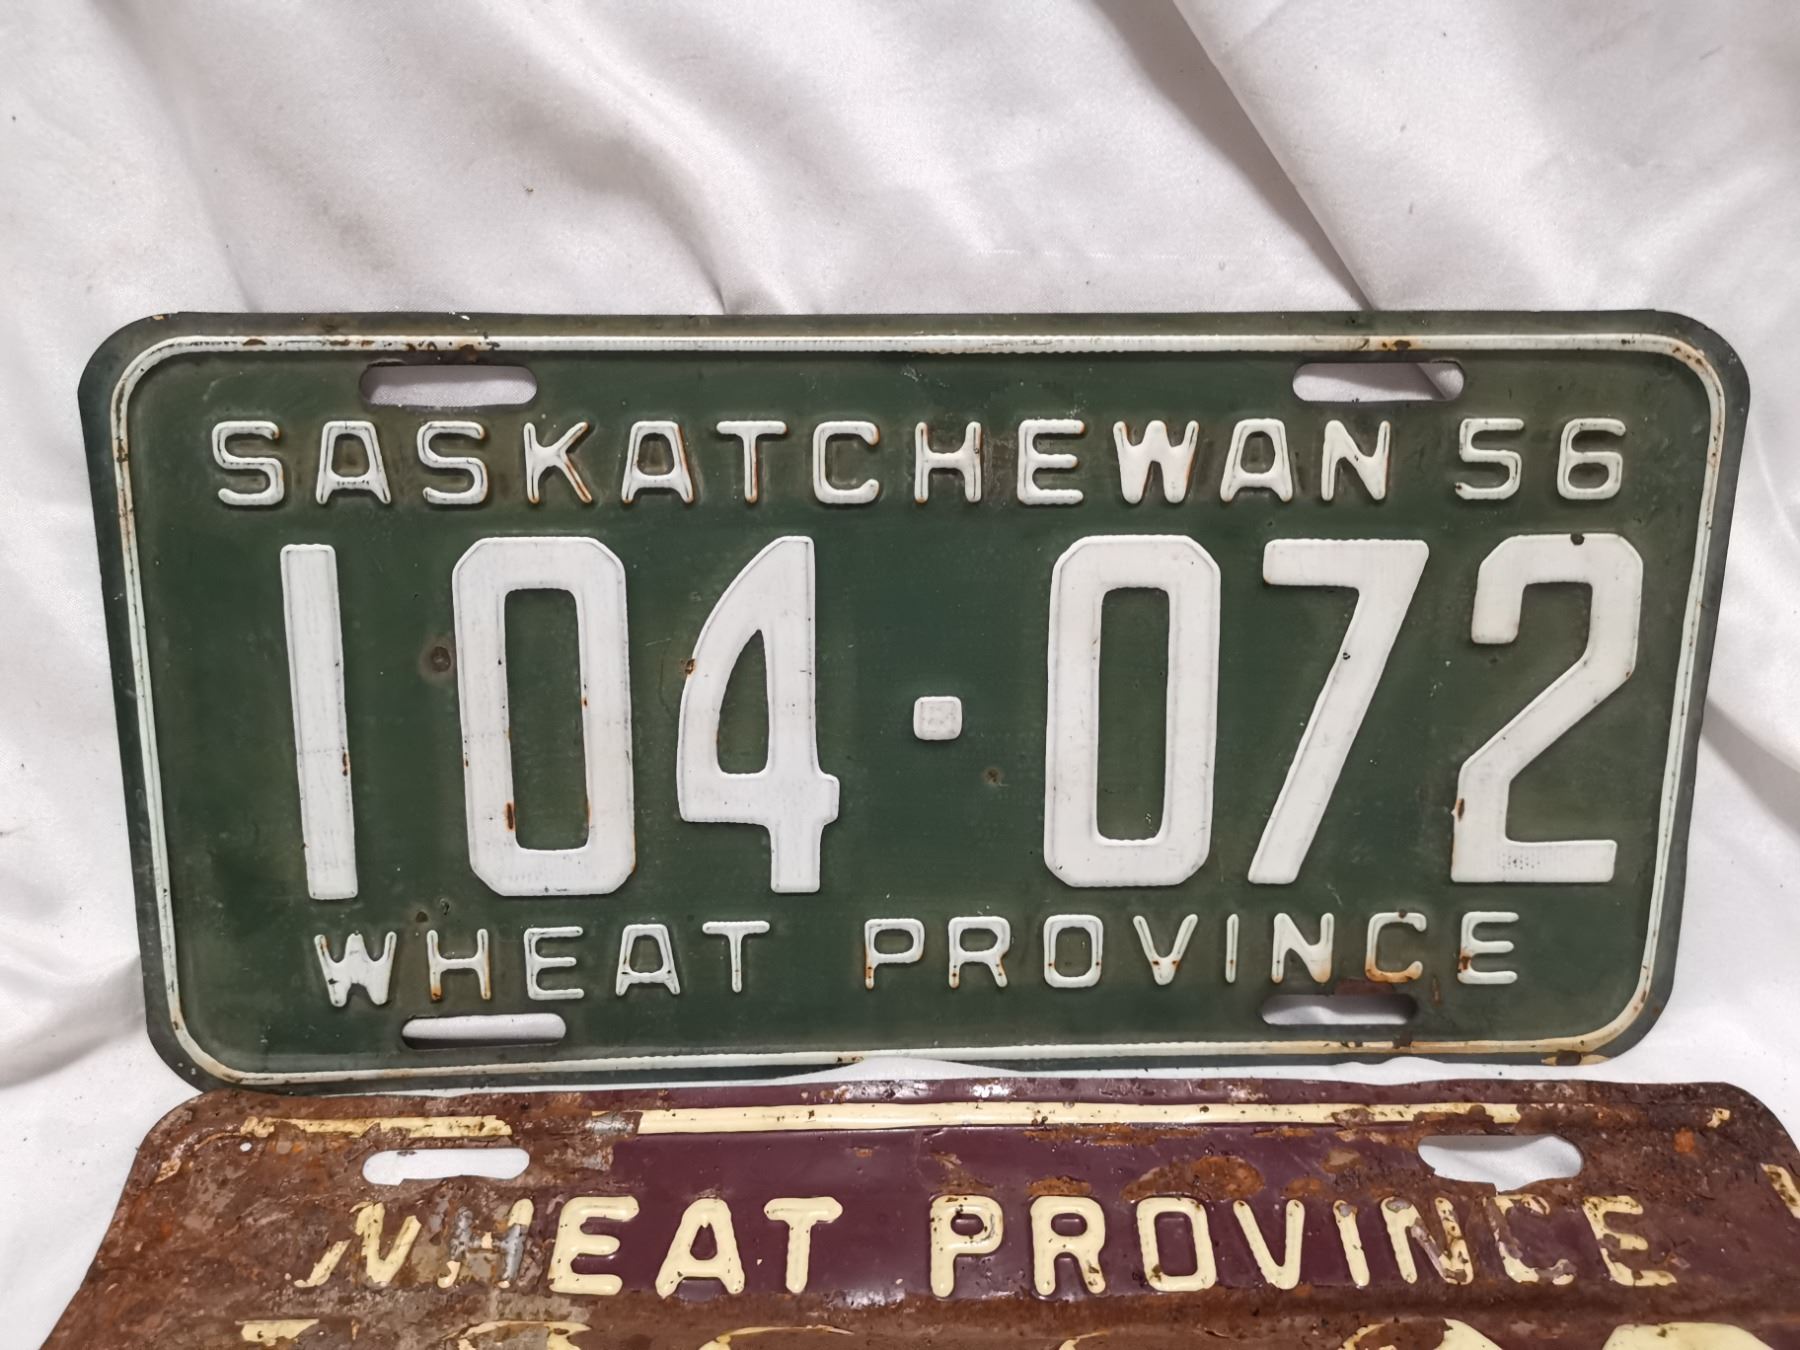 SASKATCHEWAN 56
104·072
WHEAT PROVINCE
WHEAT PROVINCE